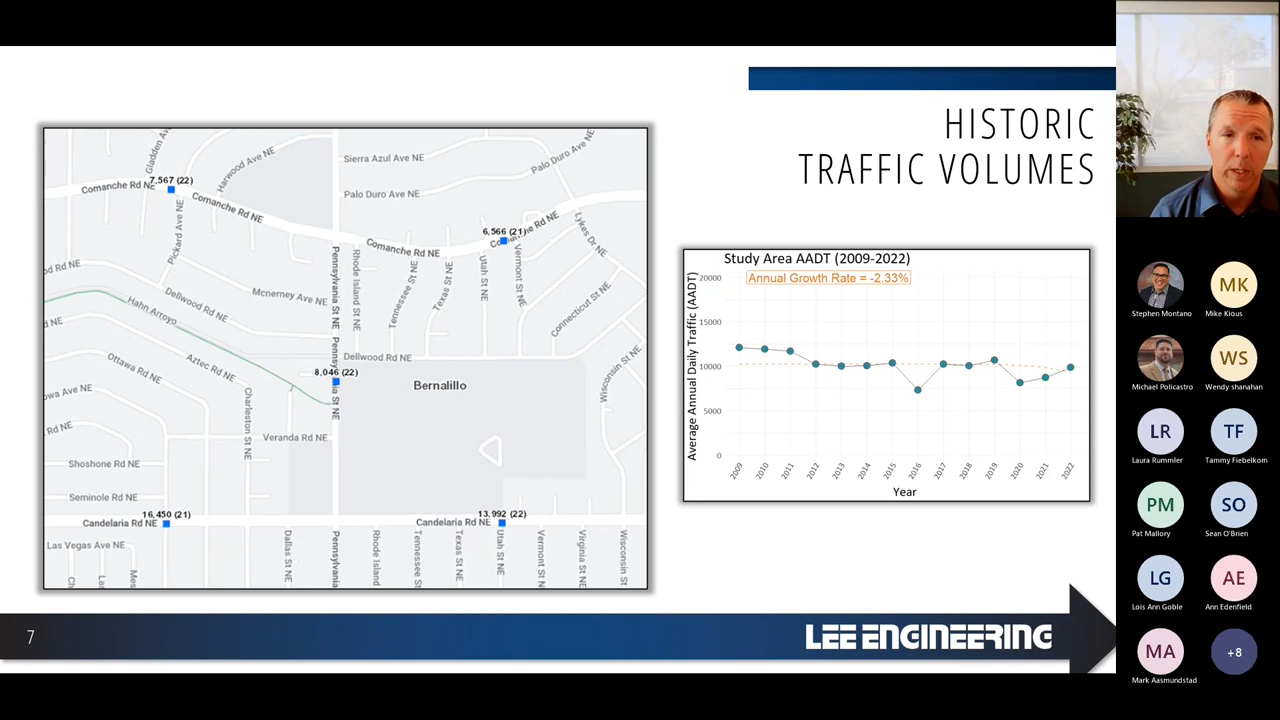 HISTORIC
TRAFFIC VOLUMES
Gladden Ave NE
Harwood Ave NE
Sierra Azul Ave NE
Palo Duro Ave NE
Comanche Rd NE
7,567 (22)
Palo Duro Ave NE
Comanche Rd NE
Pickard Ave NE
Comanche Rd NE
6,566 (21)
Lykes Dr NE
Pennsylvania St NE
Rhode Island St NE
Tennessee St NE
Texas St NE
Utah St NE
Vermont St NE
Connecticut St NE
Mcnerney Ave NE
Dellwood Rd NE
Hahn Arroyo
Dellwood Rd NE
Ottawa Rd NE
Aztec Rd NE
8,046 (22)
Bernalillo
Charleston St NE
Wisconsin St NE
Veranda Rd NE
Shoshone Rd NE
Seminole Rd NE
16,450 (21)
Candelaria Rd NE
13,992 (22)
Candelaria Rd NE
Las Vegas Ave NE
Dallas St NE
Pennsylvania
Rhode Island
Tennessee St
Texas St NE
Utah St NE
Vermont St NE
Virginia St NE
Wisconsin St
Study Area AADT (2009-2022)
Annual Growth Rate = -2.33%
Average Annual Daily Traffic (AADT)
20000
15000
10000
5000
0
2009 2010 2011 2012 2013 2014 2015 2016 2017 2018 2019 2020 2021 2022
Year
7
LEE ENGINEERING
Stephen Montano
MK
Mike Kious
Michael Policastro
WS
Wendy shanahan
LR
Laura Rummler
TF
Tammy Fiebelkorn
PM
Pat Mallory
SO
Sean O'Brien
LG
Lois Ann Goble
AE
Ann Edenfield
MA
Mark Aasmundstad
+8